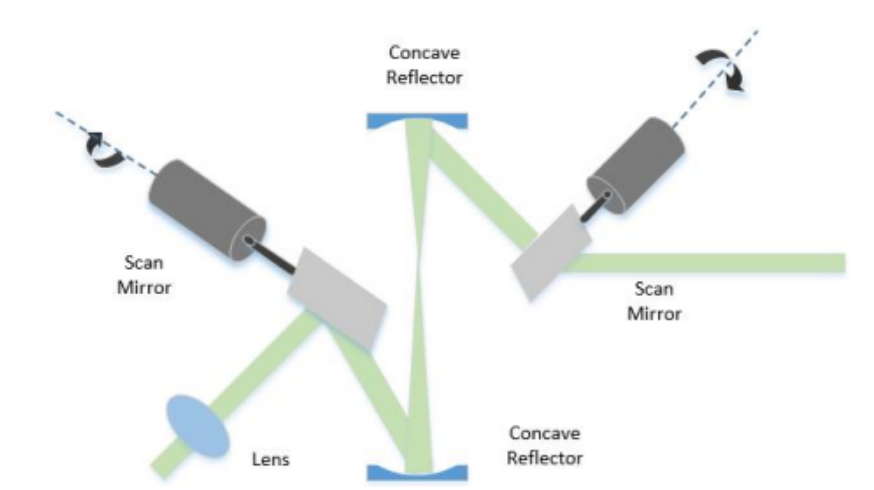 Concave
Reflector
Scan
Mirror
Scan
Mirror
Concave
Reflector
Lens